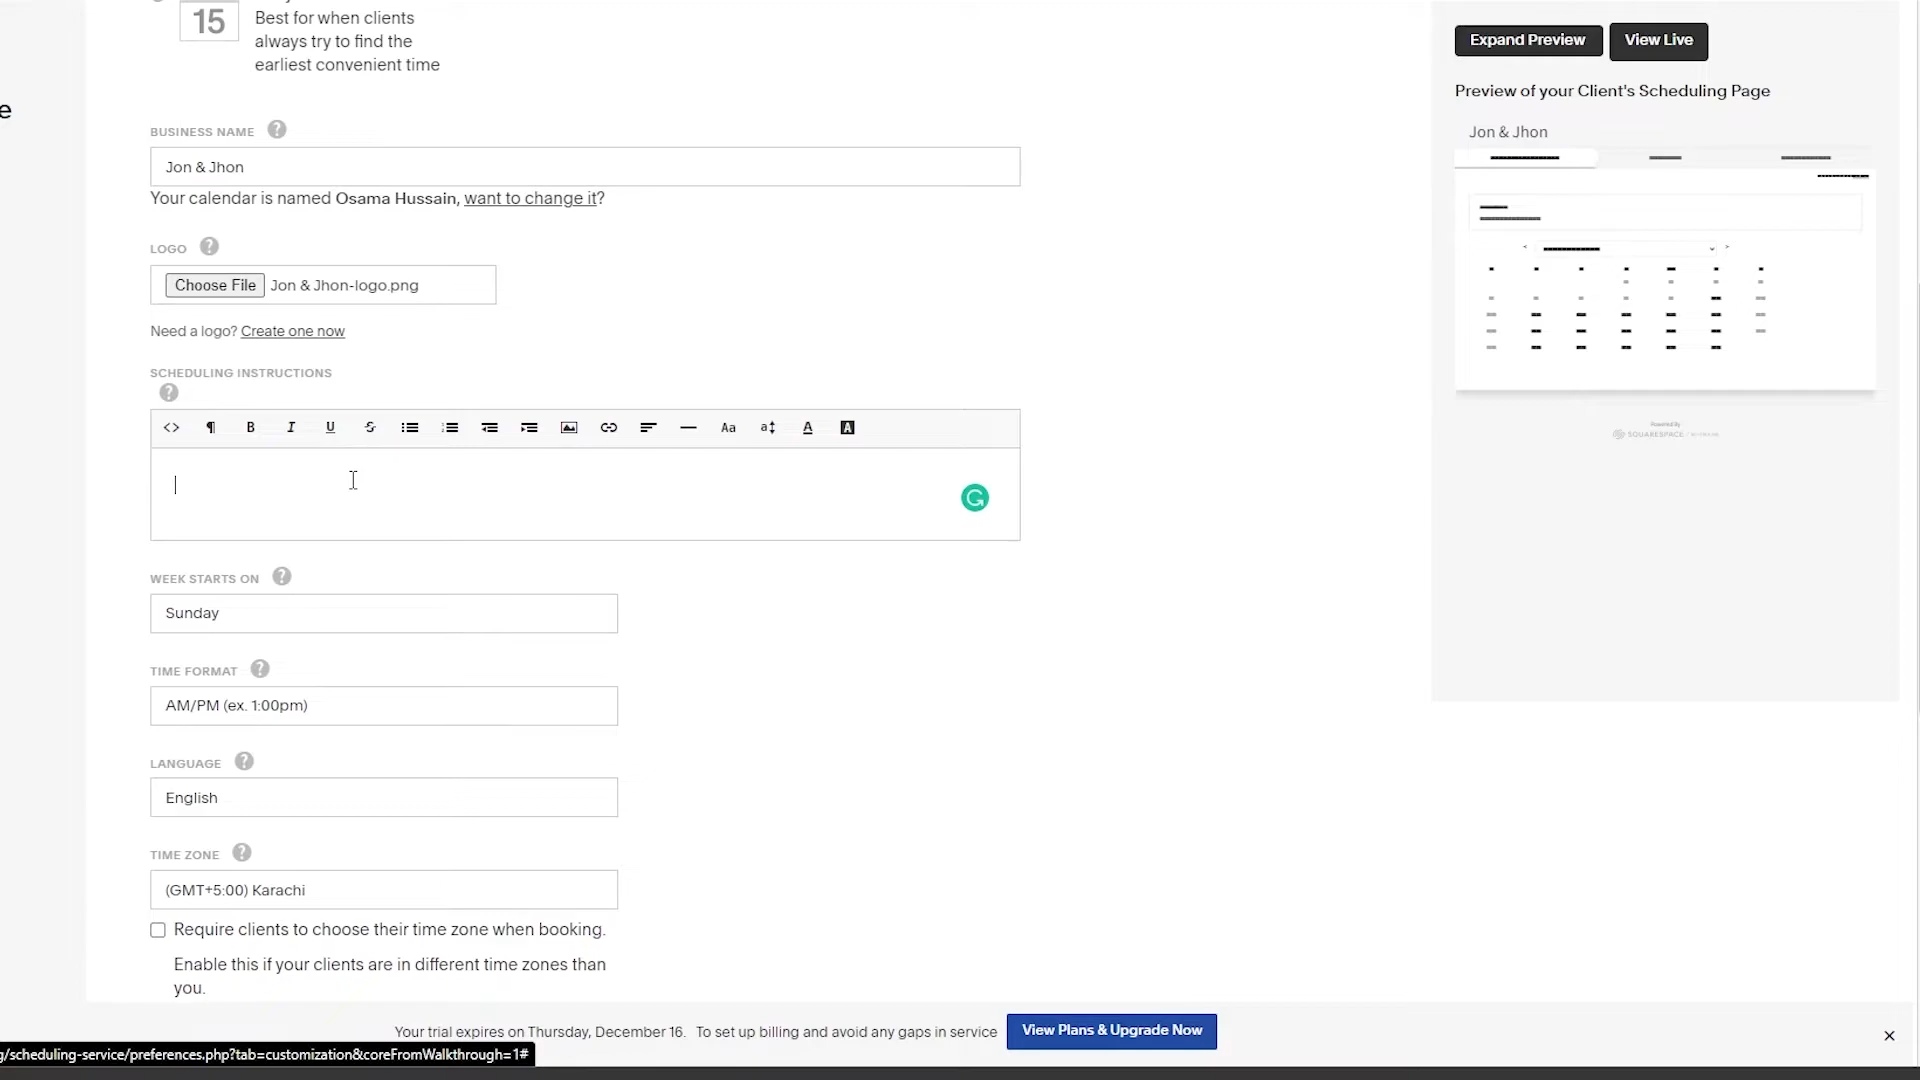 15
Best for when clients
always try to find the
earliest convenient time
e
BUSINESS NAME ?
Jon & Jhon
Your calendar is named Osama Hussain, want to change it?
LOGO ?
Choose File Jon & Jhon-logo.png
Need a logo? Create one now
SCHEDULING INSTRUCTIONS
?
<> ¶ B I U S Aa a A A
WEEK STARTS ON ?
Sunday
TIME FORMAT ?
AM/PM (ex. 1:00pm)
LANGUAGE ?
English
TIME ZONE ?
(GMT+5:00) Karachi
Require clients to choose their time zone when booking.
Enable this if your clients are in different time zones than
you.
Expand Preview View Live
Preview of your Client's Scheduling Page
Jon & Jhon
Powered By
SQUARESPACE
Your trial expires on Thursday, December 16. To set up billing and avoid any gaps in service View Plans & Upgrade Now
g/scheduling-service/preferences.php?tab=customization&coreFromWalkthrough=1#